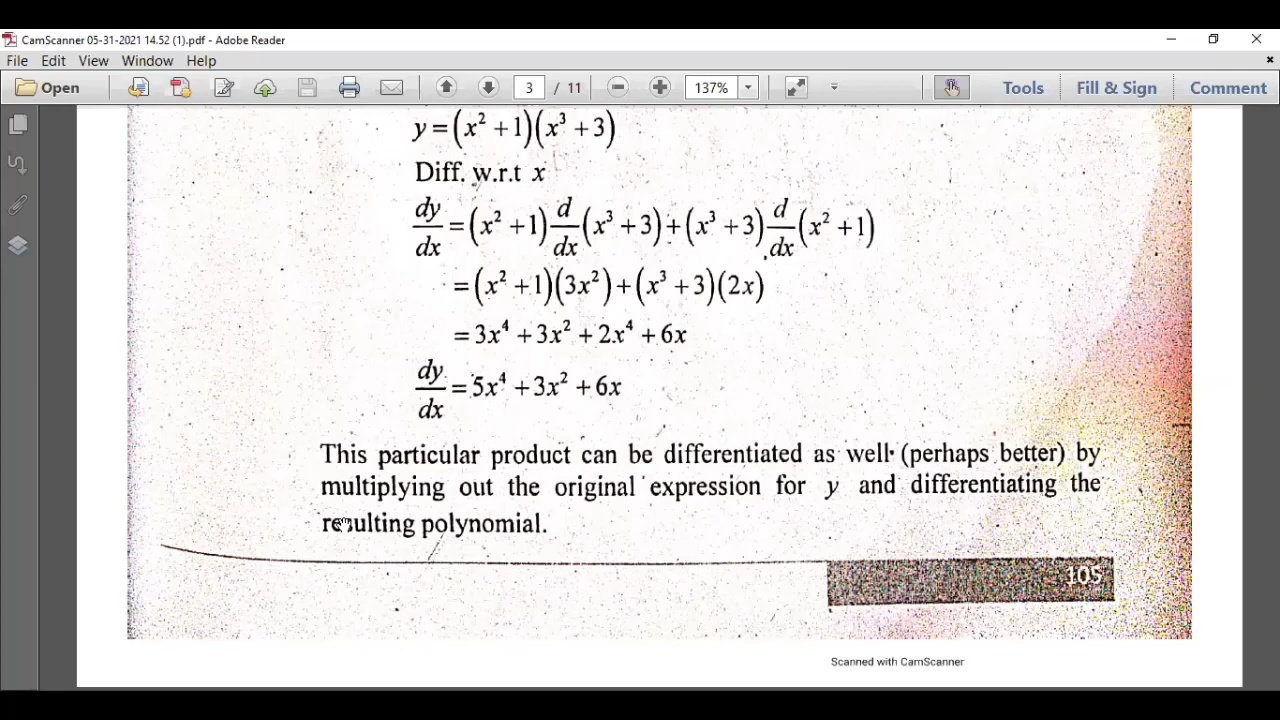 CamScanner 05-31-2021 14.52 (1).pdf - Adobe Reader
File Edit View Window Help
Open 3 / 11 137% Tools Fill & Sign Comment
y = (x² + 1)(x³ + 3)
Diff. w.r.t x
dy/dx = (x² + 1) d/dx (x³ + 3) + (x³ + 3) d/dx (x² + 1)
= (x² + 1)(3x²) + (x³ + 3)(2x)
= 3x⁴ + 3x² + 2x⁴ + 6x
dy/dx = 5x⁴ + 3x² + 6x
This particular product can be differentiated as well (perhaps better) by
multiplying out the original expression for y and differentiating the
resulting polynomial.
105
Scanned with CamScanner